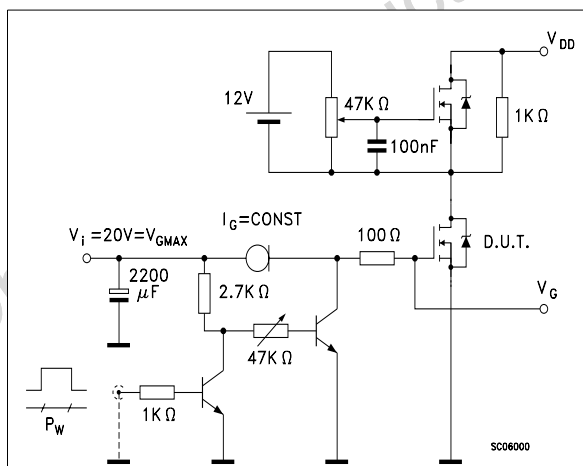 V_DD
12V
47K Ω
1K Ω
100nF
I_G=CONST
V_i =20V=V_GMAX
100 Ω
D.U.T.
2200
μF
2.7K Ω
V_G
47K Ω
1K Ω
P_W
SC06000